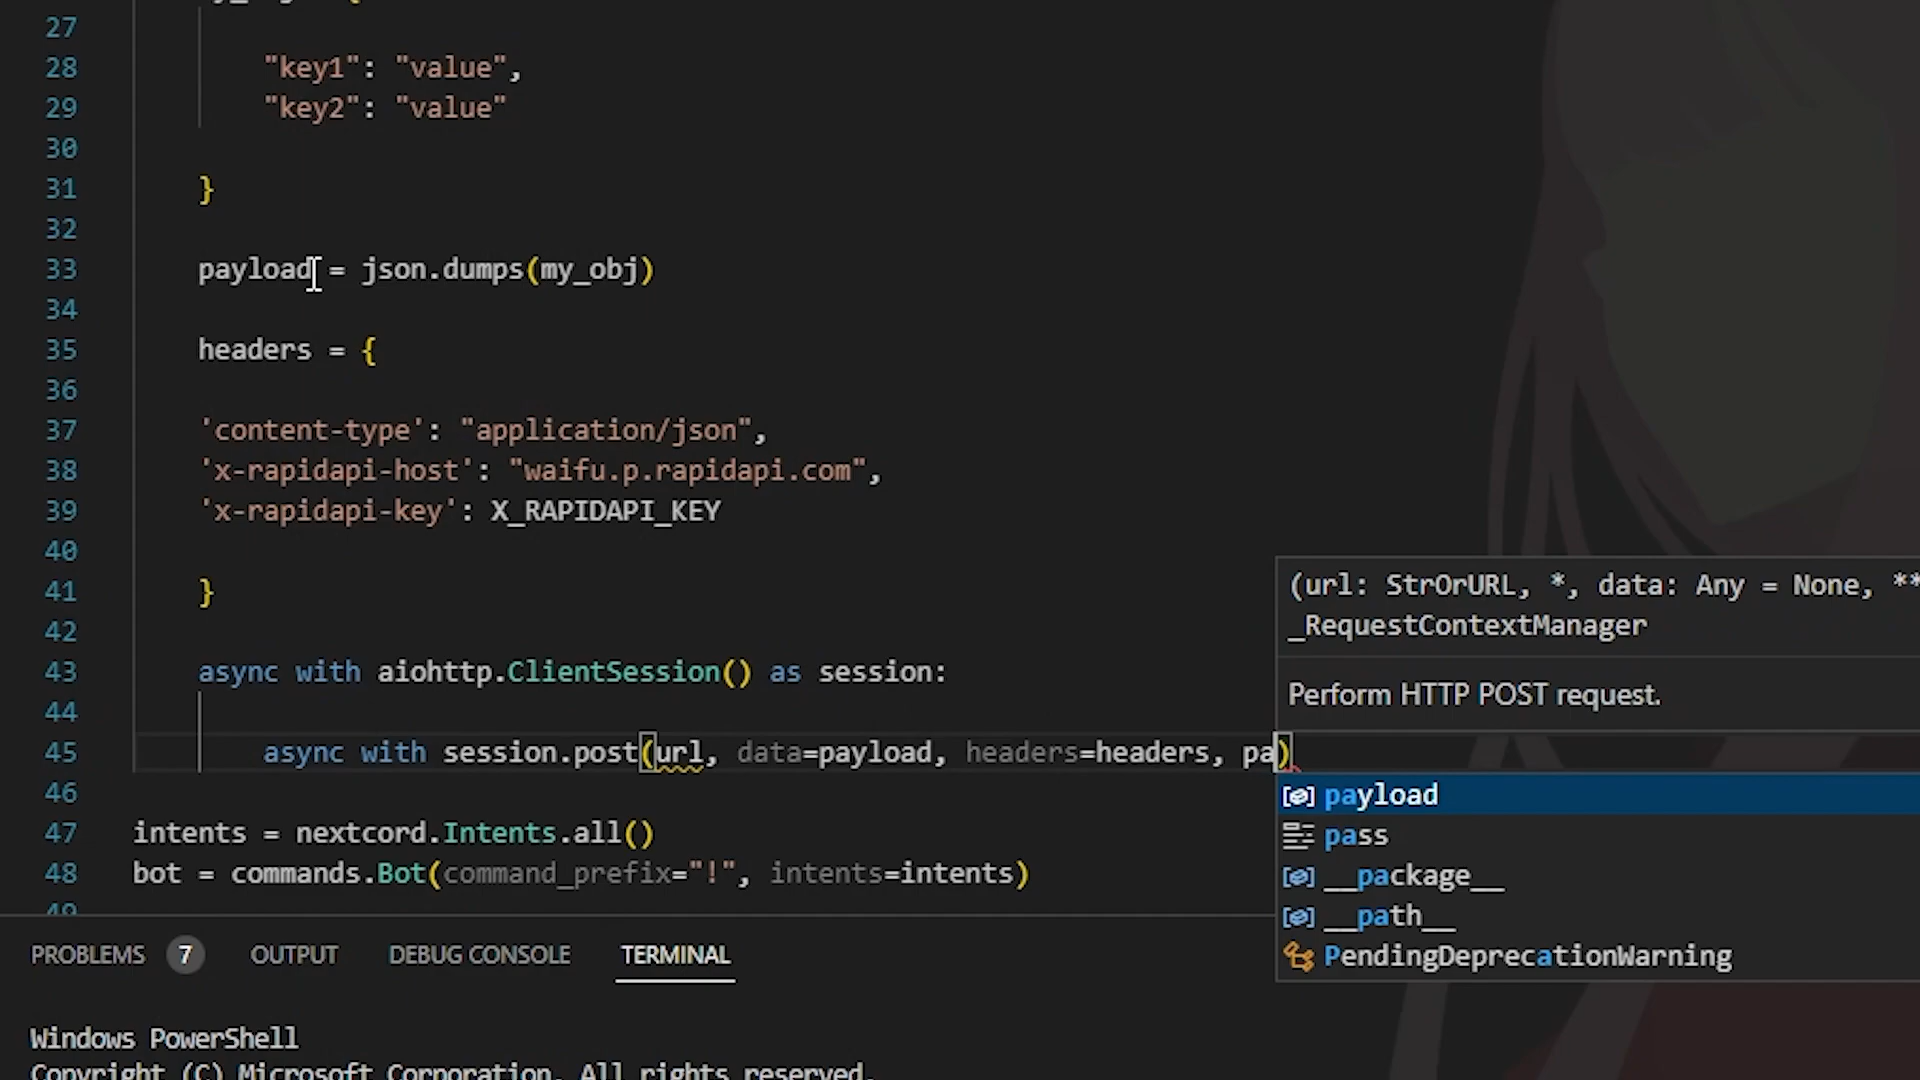 27
28 "key1": "value",
29 "key2": "value"
30
31 }
32
33 payload = json.dumps(my_obj)
34
35 headers = {
36
37 'content-type': "application/json",
38 'x-rapidapi-host': "waifu.p.rapidapi.com",
39 'x-rapidapi-key': X_RAPIDAPI_KEY
40
41 }
42
43 async with aiohttp.ClientSession() as session:
44
45 async with session.post(url, data=payload, headers=headers, pa)
46
47 intents = nextcord.Intents.all()
48 bot = commands.Bot(command_prefix="!", intents=intents)
49
(url: StrOrURL, *, data: Any = None, **
_RequestContextManager
Perform HTTP POST request.
payload
pass
__package__
__path__
PendingDeprecationWarning
PROBLEMS 7 OUTPUT DEBUG CONSOLE TERMINAL
Windows PowerShell
Copyright (C) Microsoft Corporation. All rights reserved.